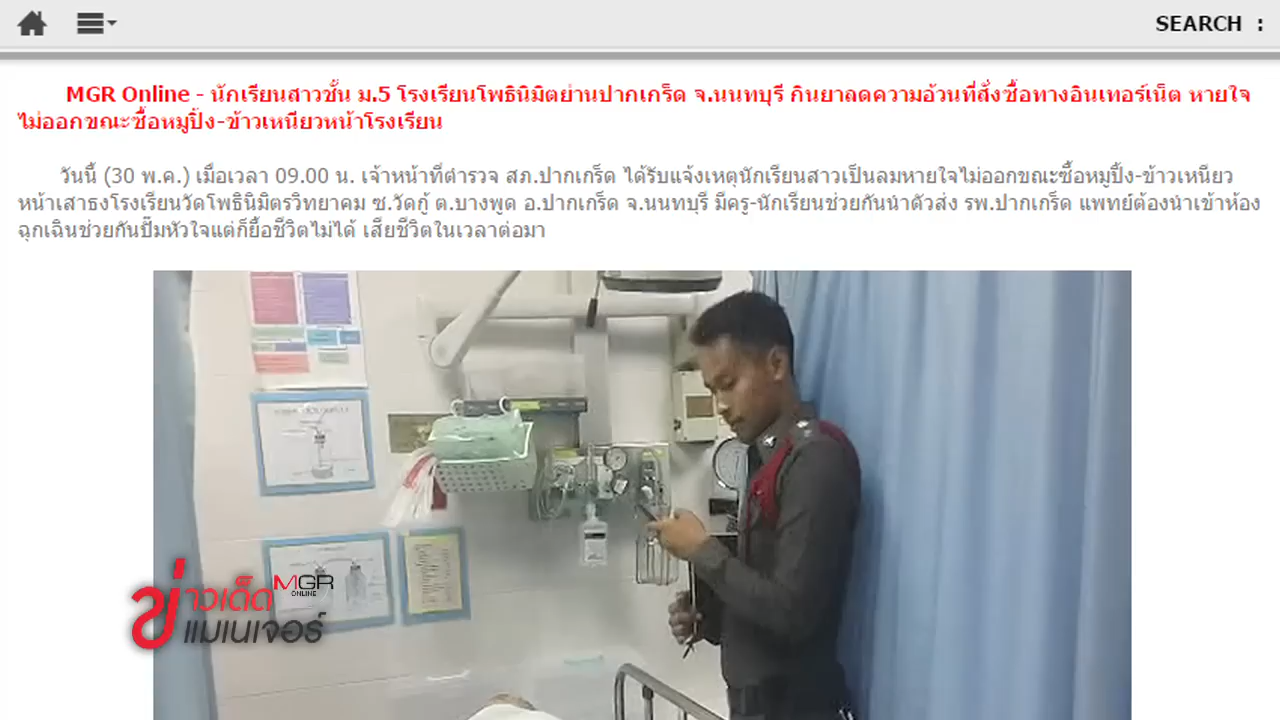 SEARCH :
MGR Online - นักเรียนสาวชั้น ม.5 โรงเรียนโพธินิมิตย่านปากเกร็ด จ.นนทบุรี กินยาลดความอ้วนที่สั่งซื้อทางอินเทอร์เน็ต หายใจ
ไม่ออกขณะซื้อหมูปิ้ง-ข้าวเหนียวหน้าโรงเรียน
วันนี้ (30 พ.ค.) เมื่อเวลา 09.00 น. เจ้าหน้าที่ตำรวจ สภ.ปากเกร็ด ได้รับแจ้งเหตุนักเรียนสาวเป็นลมหายใจไม่ออกขณะซื้อหมูปิ้ง-ข้าวเหนียว
หน้าเสาธงโรงเรียนวัดโพธินิมิตรวิทยาคม ซ.วัดกู้ ต.บางพูด อ.ปากเกร็ด จ.นนทบุรี มีครู-นักเรียนช่วยกันนำตัวส่ง รพ.ปากเกร็ด แพทย์ต้องนำเข้าห้อง
ฉุกเฉินช่วยกันปั๊มหัวใจแต่ก็ยื้อชีวิตไม่ได้ เสียชีวิตในเวลาต่อมา
ข่าวเด็ด MGR
ONLINE
แมเนเจอร์